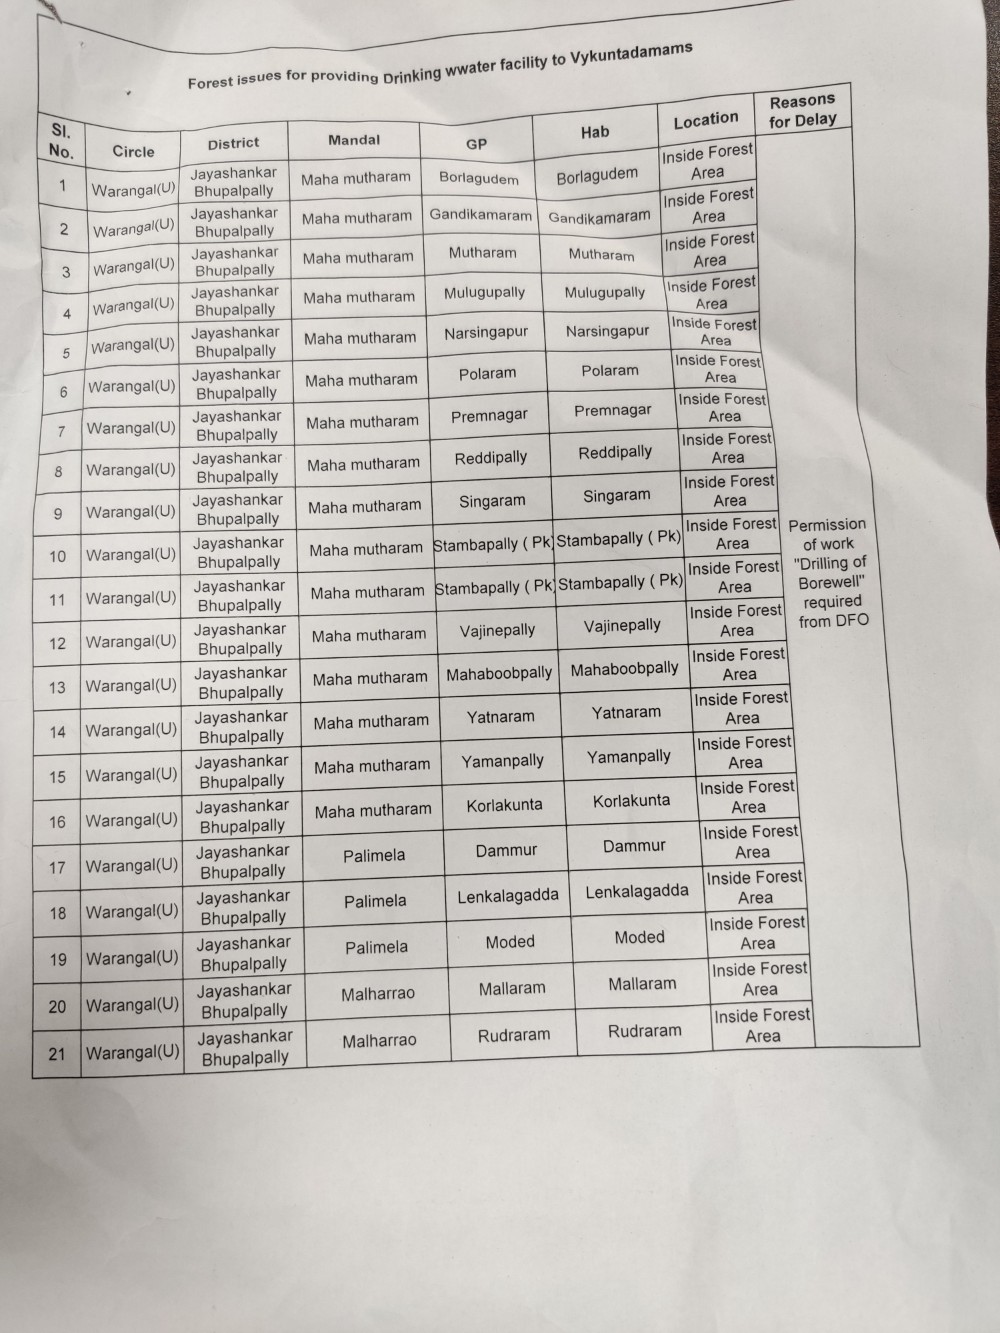 Forest issues for providing Drinking wwater facility to Vykuntadamams
Sl. No. Circle District Mandal GP Hab Location Reasons for Delay
1 Warangal(U) Jayashankar Bhupalpally Maha mutharam Borlagudem Borlagudem Inside Forest Area
2 Warangal(U) Jayashankar Bhupalpally Maha mutharam Gandikamaram Gandikamaram Inside Forest Area
3 Warangal(U) Jayashankar Bhupalpally Maha mutharam Mutharam Mutharam Inside Forest Area
4 Warangal(U) Jayashankar Bhupalpally Maha mutharam Mulugupally Mulugupally Inside Forest Area
5 Warangal(U) Jayashankar Bhupalpally Maha mutharam Narsingapur Narsingapur Inside Forest Area
6 Warangal(U) Jayashankar Bhupalpally Maha mutharam Polaram Polaram Inside Forest Area
7 Warangal(U) Jayashankar Bhupalpally Maha mutharam Premnagar Premnagar Inside Forest Area
8 Warangal(U) Jayashankar Bhupalpally Maha mutharam Reddipally Reddipally Inside Forest Area
9 Warangal(U) Jayashankar Bhupalpally Maha mutharam Singaram Singaram Inside Forest Area
10 Warangal(U) Jayashankar Bhupalpally Maha mutharam Stambapally ( Pk) Stambapally ( Pk) Inside Forest Area
11 Warangal(U) Jayashankar Bhupalpally Maha mutharam Stambapally ( Pk) Stambapally ( Pk) Inside Forest Area
12 Warangal(U) Jayashankar Bhupalpally Maha mutharam Vajinepally Vajinepally Inside Forest Area
13 Warangal(U) Jayashankar Bhupalpally Maha mutharam Mahaboobpally Mahaboobpally Inside Forest Area
14 Warangal(U) Jayashankar Bhupalpally Maha mutharam Yatnaram Yatnaram Inside Forest Area
15 Warangal(U) Jayashankar Bhupalpally Maha mutharam Yamanpally Yamanpally Inside Forest Area
16 Warangal(U) Jayashankar Bhupalpally Maha mutharam Korlakunta Korlakunta Inside Forest Area
17 Warangal(U) Jayashankar Bhupalpally Palimela Dammur Dammur Inside Forest Area
18 Warangal(U) Jayashankar Bhupalpally Palimela Lenkalagadda Lenkalagadda Inside Forest Area
19 Warangal(U) Jayashankar Bhupalpally Palimela Moded Moded Inside Forest Area
20 Warangal(U) Jayashankar Bhupalpally Malharrao Mallaram Mallaram Inside Forest Area
21 Warangal(U) Jayashankar Bhupalpally Malharrao Rudraram Rudraram Inside Forest Area
Permission
of work
"Drilling of
Borewell"
required
from DFO